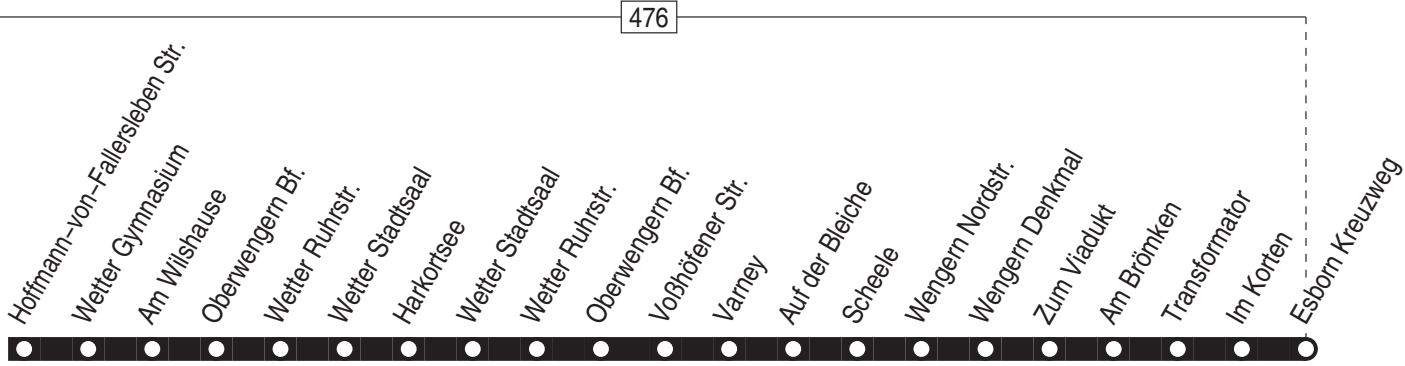 476
Hoffmann-von-Fallersleben Str.
Wetter Gymnasium
Am Wilshause
Oberwengern Bf.
Wetter Ruhrstr.
Wetter Stadtsaal
Harkortsee
Wetter Stadtsaal
Wetter Ruhrstr.
Oberwengern Bf.
Voßhöfener Str.
Varney
Auf der Bleiche
Scheele
Wengern Nordstr.
Wengern Denkmal
Zum Viadukt
Am Brömken
Transformator
Im Korten
Esborn Kreuzweg